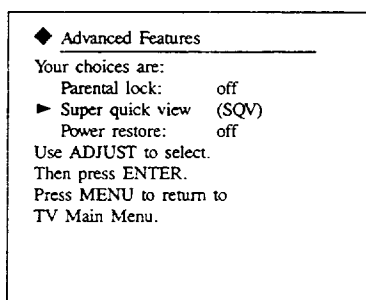 ◆ Advanced Features
Your choices are:
Parental lock: off
► Super quick view (SQV)
Power restore: off
Use ADJUST to select.
Then press ENTER.
Press MENU to return to
TV Main Menu.